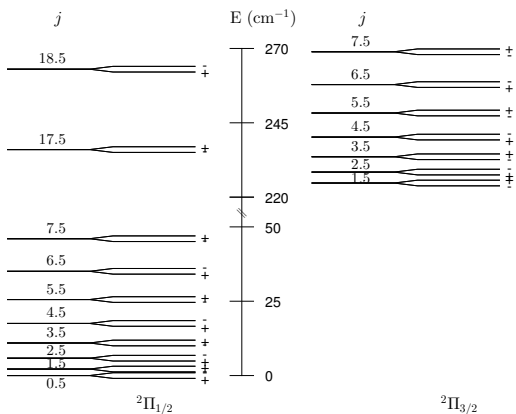 j
18.5 - +
17.5 +
7.5 +
6.5 - +
5.5 +
4.5 - +
3.5 +
2.5 - +
1.5 +
0.5 - +
²Π₁/₂
E (cm⁻¹)
270
245
220
50
25
0
j
7.5 + -
6.5 - +
5.5 + -
4.5 - +
3.5 + -
2.5 - +
1.5 + -
²Π₃/₂